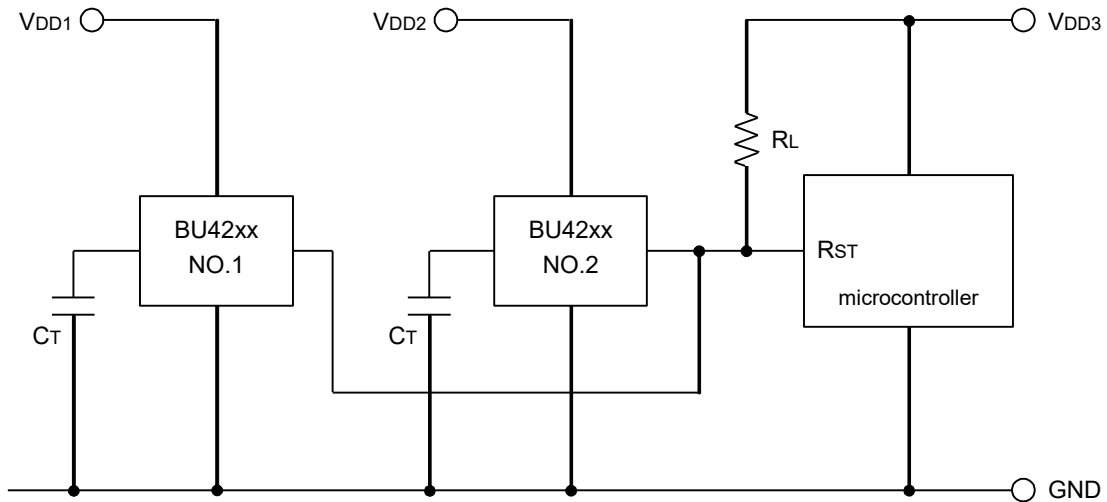 VDD1
VDD2
VDD3
RL
BU42xx
NO.1
BU42xx
NO.2
RST
microcontroller
CT
CT
GND